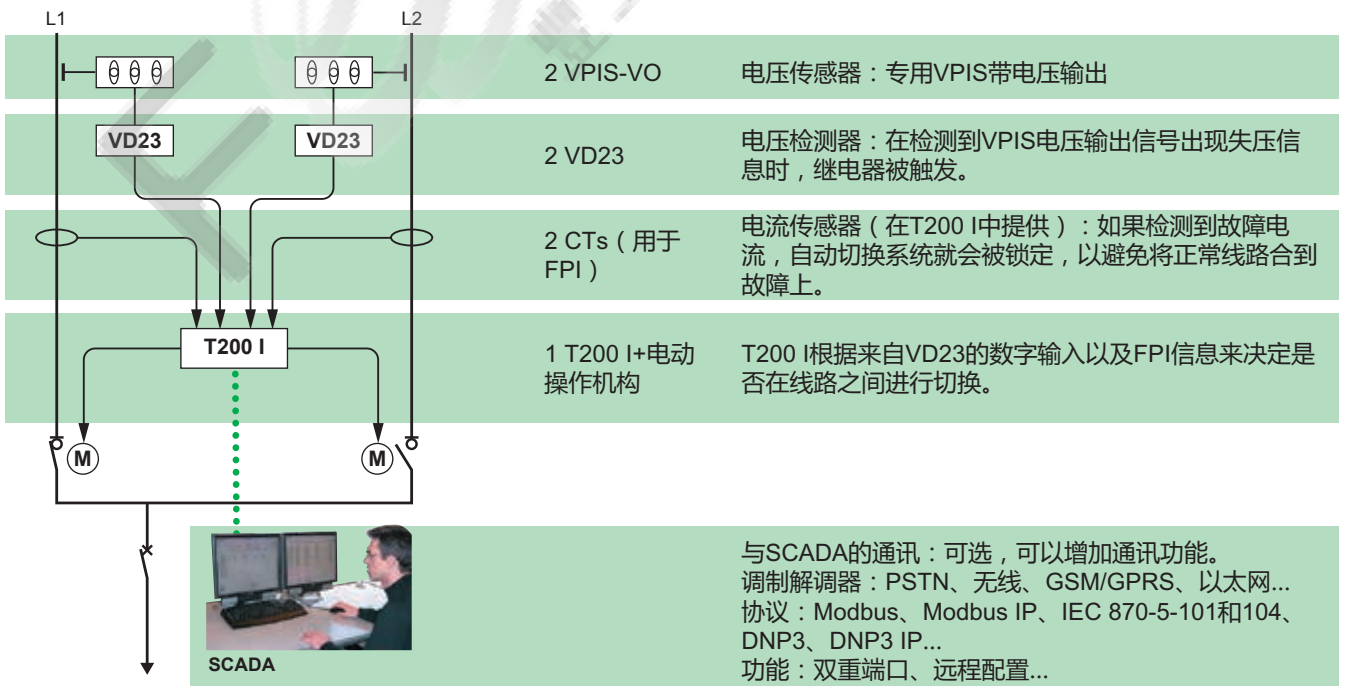 L1
L2
2 VPIS-VO
电压传感器：专用VPIS带电压输出
VD23
VD23
2 VD23
电压检测器：在检测到VPIS电压输出信号出现失压信
息时，继电器被触发。
2 CTs（用于
FPI）
电流传感器（在T200 I中提供）：如果检测到故障电
流，自动切换系统就会被锁定，以避免将正常线路合到
故障上。
T200 I
1 T200 I+电动
操作机构
T200 I根据来自VD23的数字输入以及FPI信息来决定是
否在线路之间进行切换。
M
M
SCADA
与SCADA的通讯：可选，可以增加通讯功能。
调制解调器：PSTN、无线、GSM/GPRS、以太网...
协议：Modbus、Modbus IP、IEC 870-5-101和104、
DNP3、DNP3 IP...
功能：双重端口、远程配置...